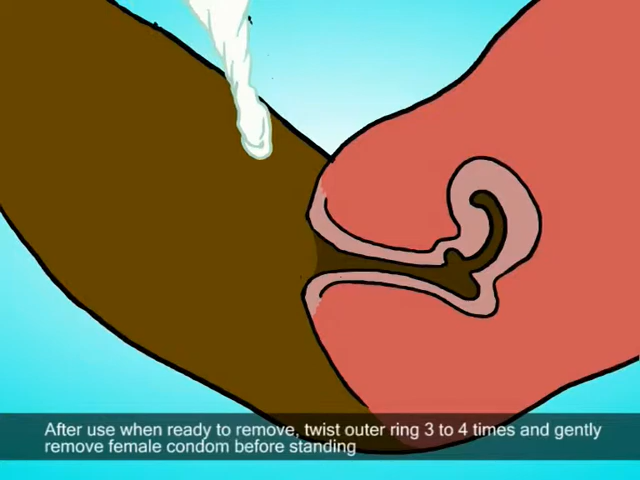 After use when ready to remove, twist outer ring 3 to 4 times and gently
remove female condom before standing